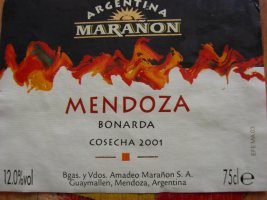 ARGENTINA
MARAÑON
MENDOZA
BONARDA
COSECHA 2001
12.0%vol
Bgas. y Vdos. Amadeo Marañon S. A.
Guaymallen, Mendoza, Argentina
75cl e